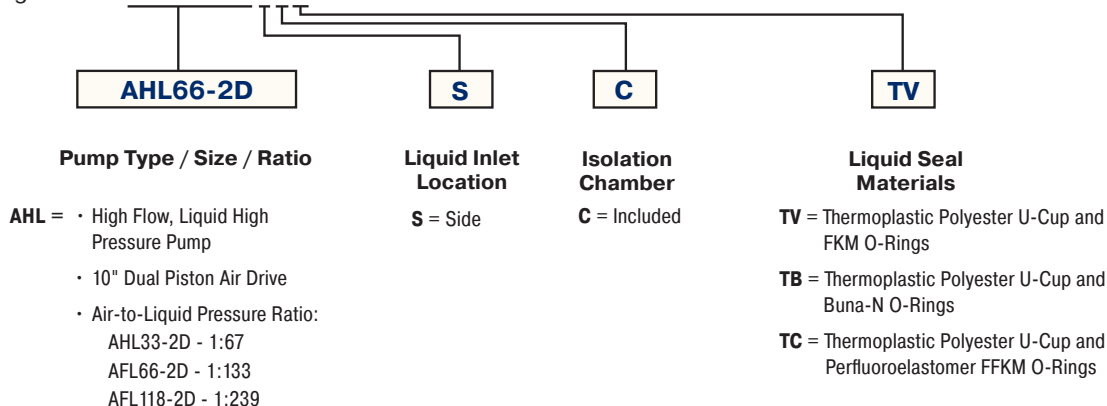 AHL66-2D
S
C
TV
Pump Type / Size / Ratio
AHL = • High Flow, Liquid High
Pressure Pump
• 10" Dual Piston Air Drive
• Air-to-Liquid Pressure Ratio:
AHL33-2D - 1:67
AFL66-2D - 1:133
AFL118-2D - 1:239
Liquid Inlet
Location
S = Side
Isolation
Chamber
C = Included
Liquid Seal
Materials
TV = Thermoplastic Polyester U-Cup and
FKM O-Rings
TB = Thermoplastic Polyester U-Cup and
Buna-N O-Rings
TC = Thermoplastic Polyester U-Cup and
Perfluoroelastomer FFKM O-Rings